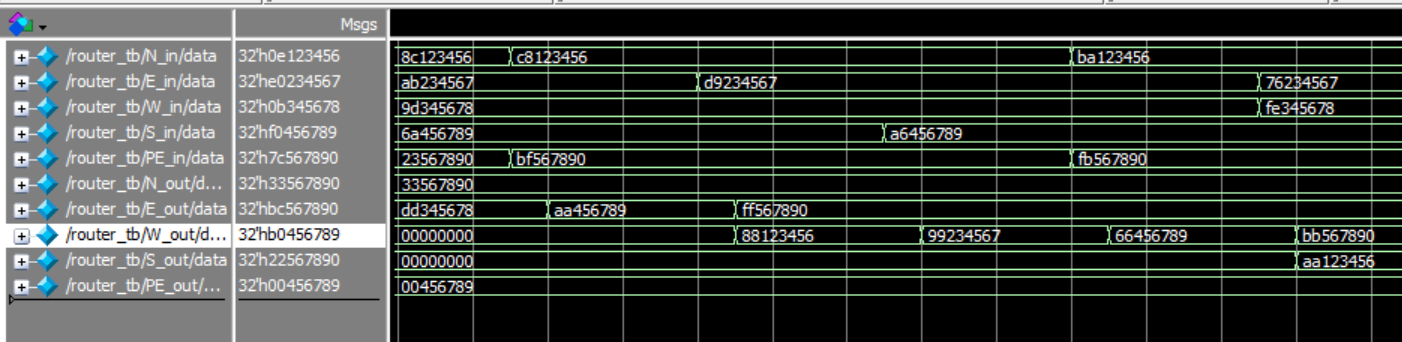 Msgs
/router_tb/N_in/data 32'h0e123456 8c123456 c8123456 ba123456
/router_tb/E_in/data 32'he0234567 ab234567 d9234567 76234567
/router_tb/W_in/data 32'h0b345678 9d345678 fe345678
/router_tb/S_in/data 32'hf0456789 6a456789 a6456789
/router_tb/PE_in/data 32'h7c567890 23567890 bf567890 fb567890
/router_tb/N_out/d... 32'h33567890 33567890
/router_tb/E_out/data 32'hbc567890 dd345678 aa456789 ff567890
/router_tb/W_out/d... 32'hb0456789 00000000 88123456 99234567 66456789 bb567890
/router_tb/S_out/data 32'h22567890 00000000 aa123456
/router_tb/PE_out/... 32'h00456789 00456789